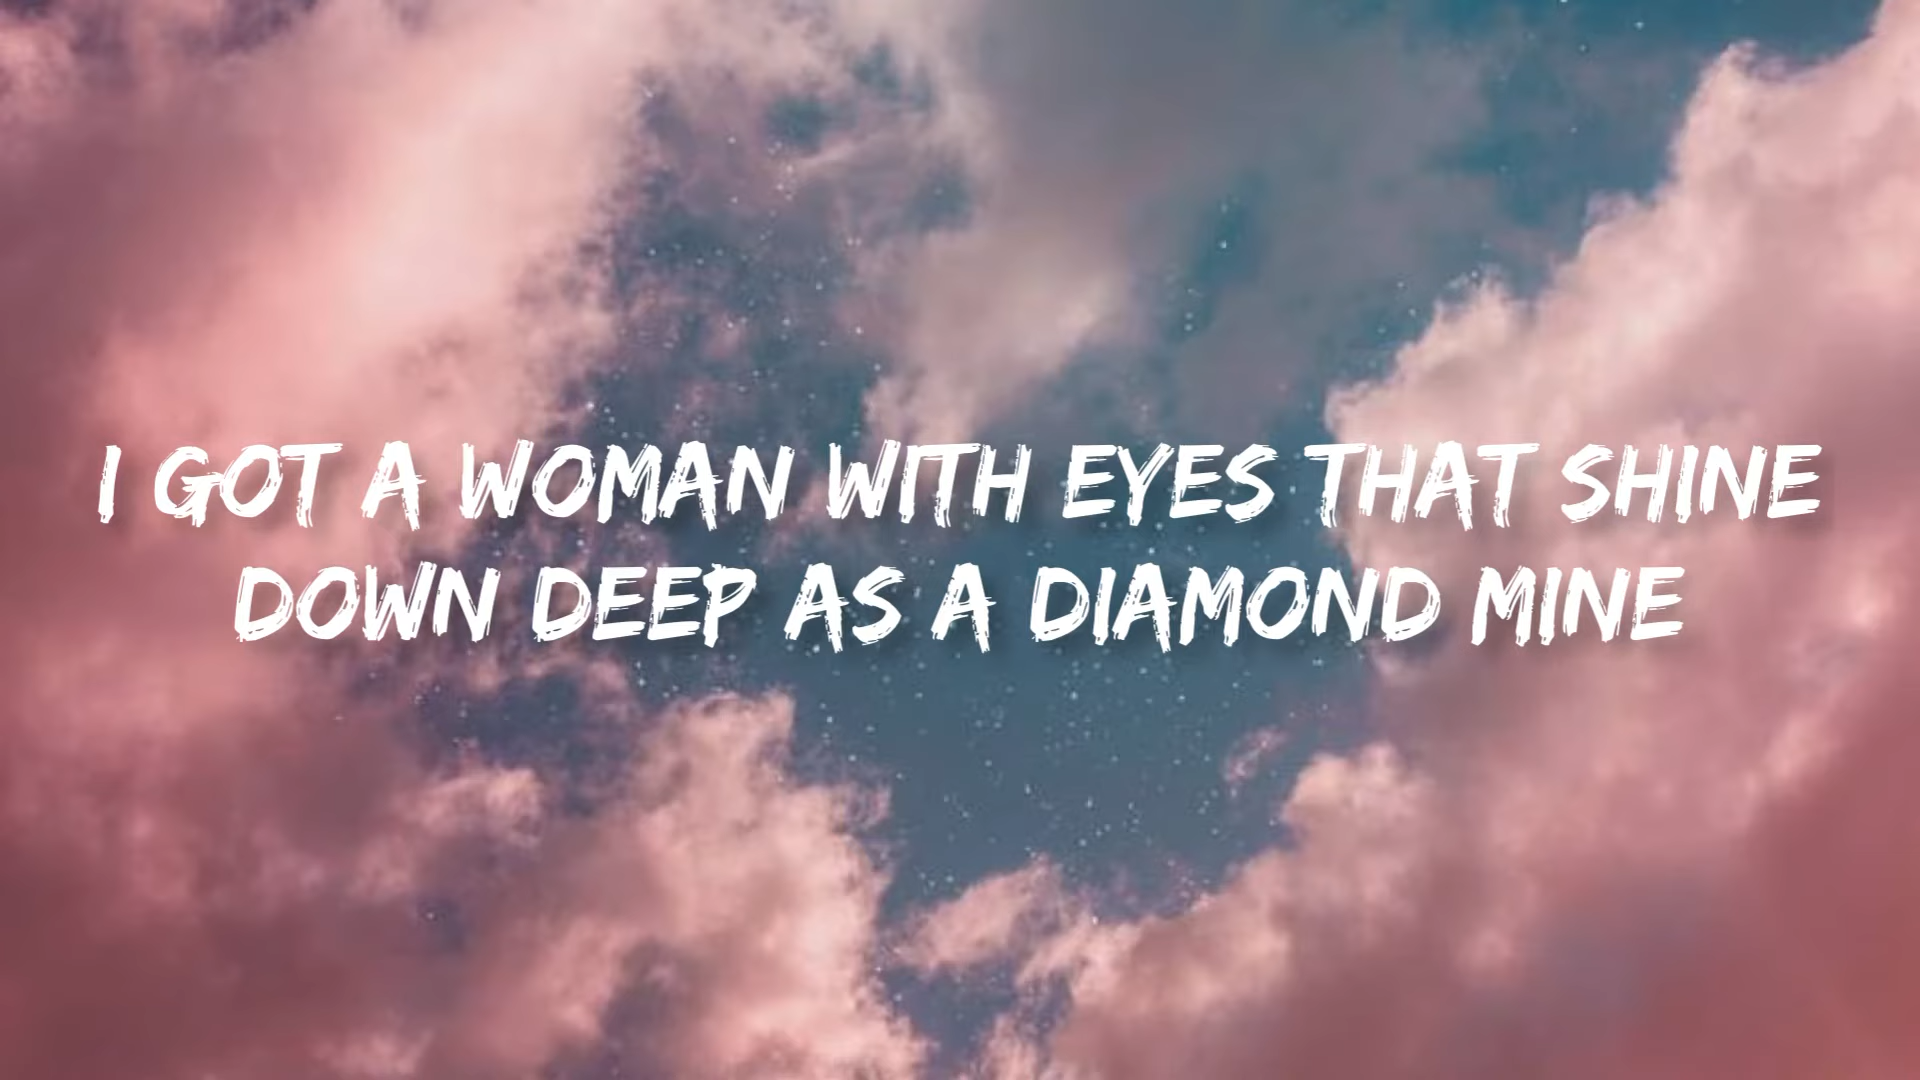 I GOT A WOMAN WITH EYES THAT SHINE
DOWN DEEP AS A DIAMOND MINE